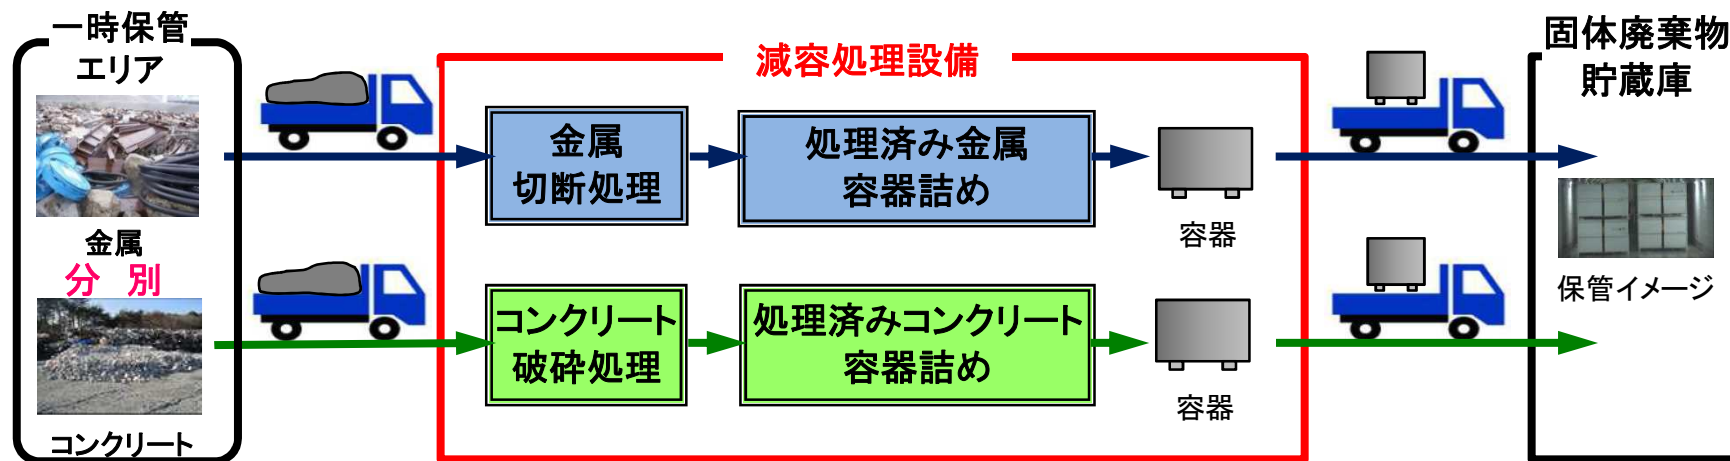 一時保管
エリア
金属
分 別
コンクリート
減容処理設備
金属
切断処理
処理済み金属
容器詰め
容器
コンクリート
破砕処理
処理済みコンクリート
容器詰め
容器
固体廃棄物
貯蔵庫
保管イメージ